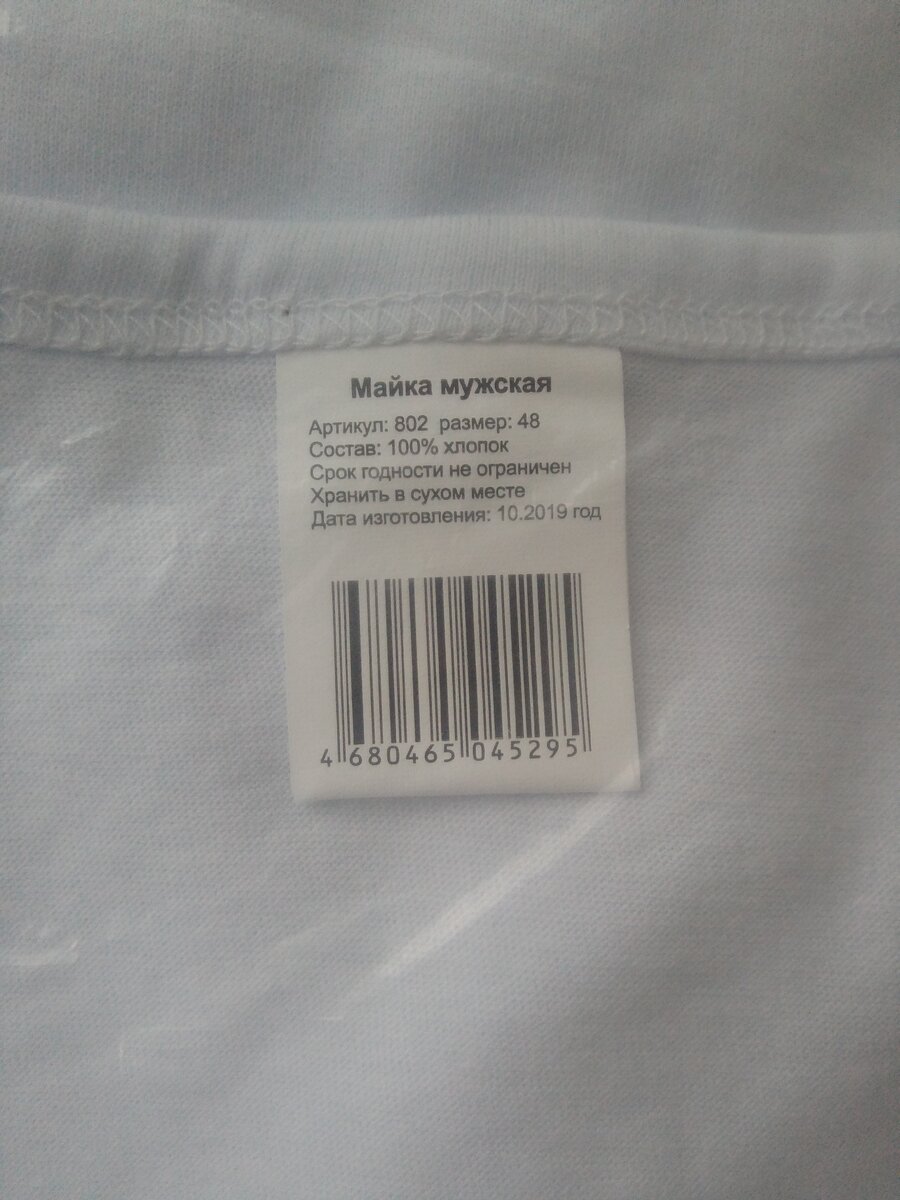 Майка мужская
Артикул: 802 размер: 48
Состав: 100% хлопок
Срок годности не ограничен
Хранить в сухом месте
Дата изготовления: 10.2019 год
4 680465 045295